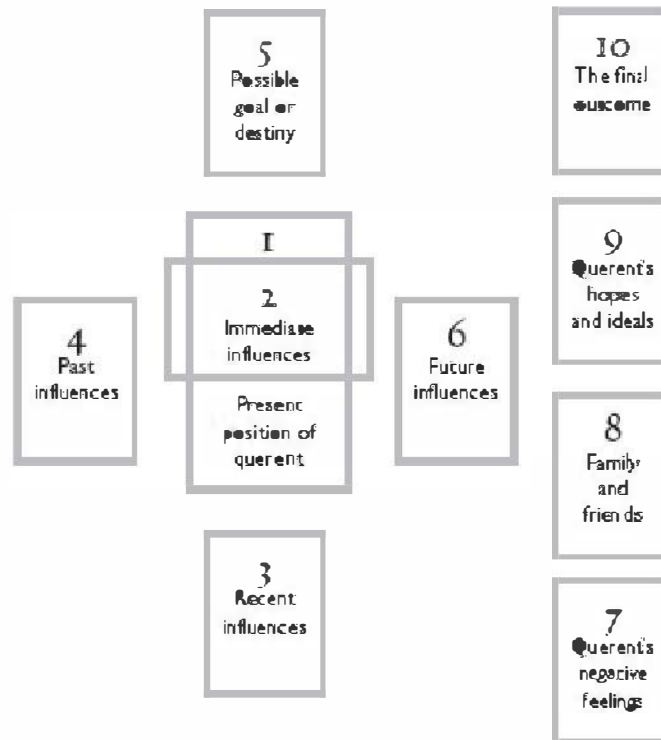 5
Possible
goal or
destiny
10
The final
outcome
1
2
Immediate
influences
Present
position of
querent
4
Past
influences
6
Future
influences
9
Querent's
hopes
and ideals
8
Family
and
friends
3
Recent
influences
7
Querent's
negative
feelings